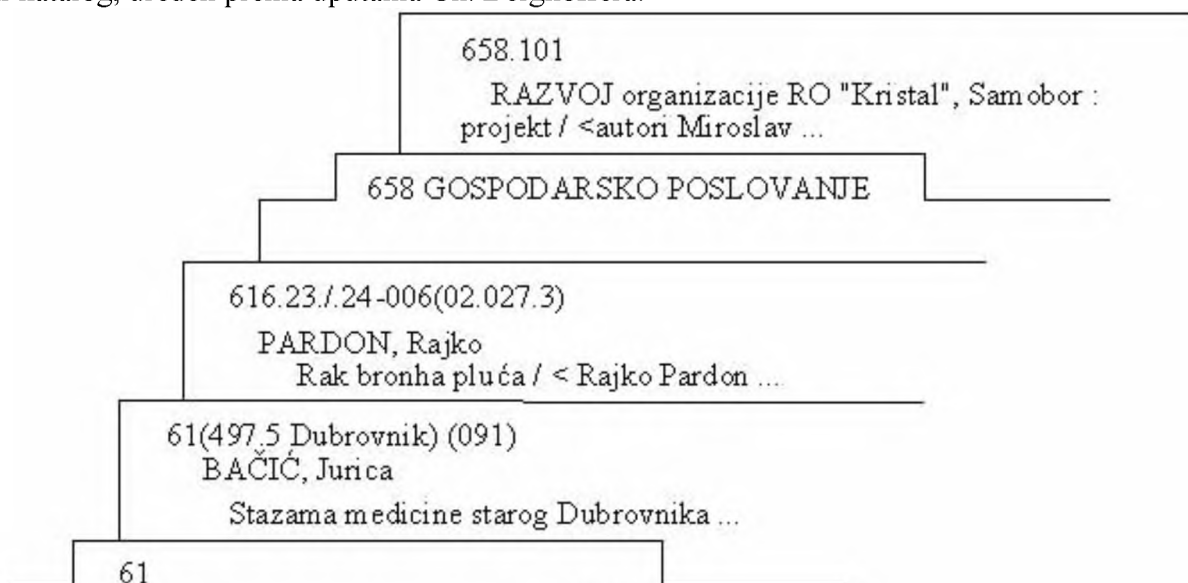 658.101
RAZVOJ organizacije RO "Kristal", Samobor :
projekt / <autori Miroslav ...
658 GOSPODARSKO POSLOVANJE
616.23./.24-006(02.027.3)
PARDON, Rajko
Rak bronha pluća / < Rajko Pardon ...
61(497.5 Dubrovnik) (091)
BAČIĆ, Jurica
Stazama medicine starog Dubrovnika ...
61